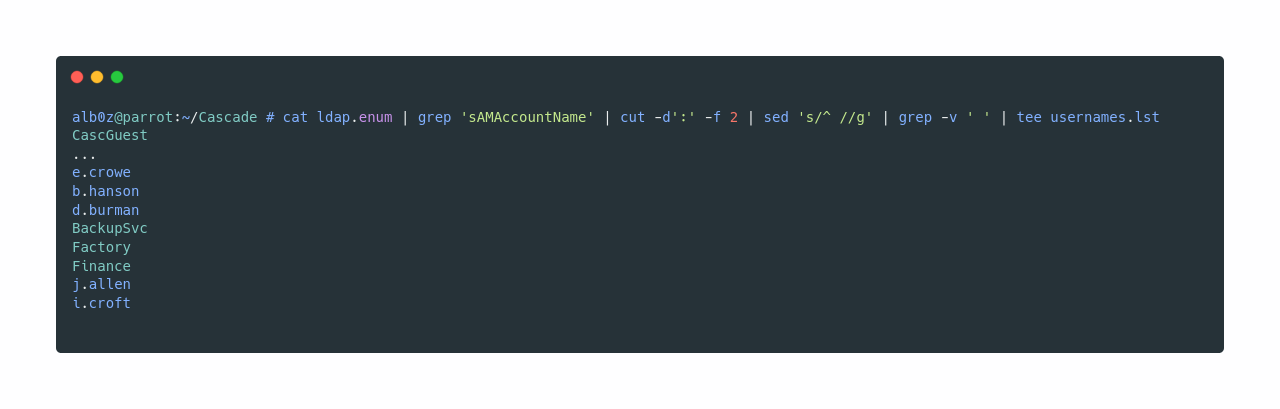 alb0z@parrot:~/Cascade # cat ldap.enum | grep 'sAMAccountName' | cut -d':' -f 2 | sed 's/^ //g' | grep -v ' ' | tee usernames.lst
CascGuest
...
e.crowe
b.hanson
d.burman
BackupSvc
Factory
Finance
j.allen
i.croft